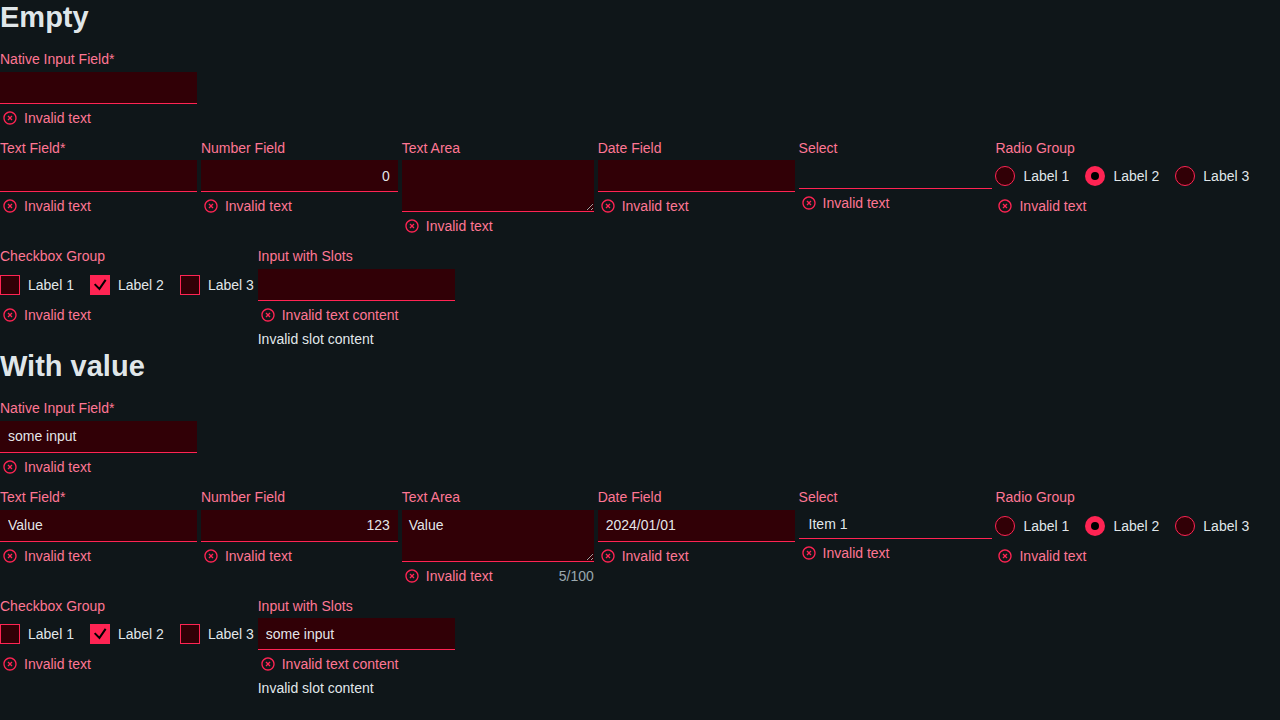 Empty
Native Input Field*
Invalid text
Text Field* Number Field Text Area Date Field Select Radio Group
0 Label 1 Label 2 Label 3
Invalid text Invalid text Invalid text Invalid text Invalid text Invalid text
Checkbox Group Input with Slots
Label 1 Label 2 Label 3
Invalid text Invalid text content
Invalid slot content
With value
Native Input Field*
some input
Invalid text
Text Field* Number Field Text Area Date Field Select Radio Group
Value 123 Value 2024/01/01 Item 1 Label 1 Label 2 Label 3
Invalid text Invalid text Invalid text 5/100 Invalid text Invalid text Invalid text
Checkbox Group Input with Slots
Label 1 Label 2 Label 3 some input
Invalid text Invalid text content
Invalid slot content